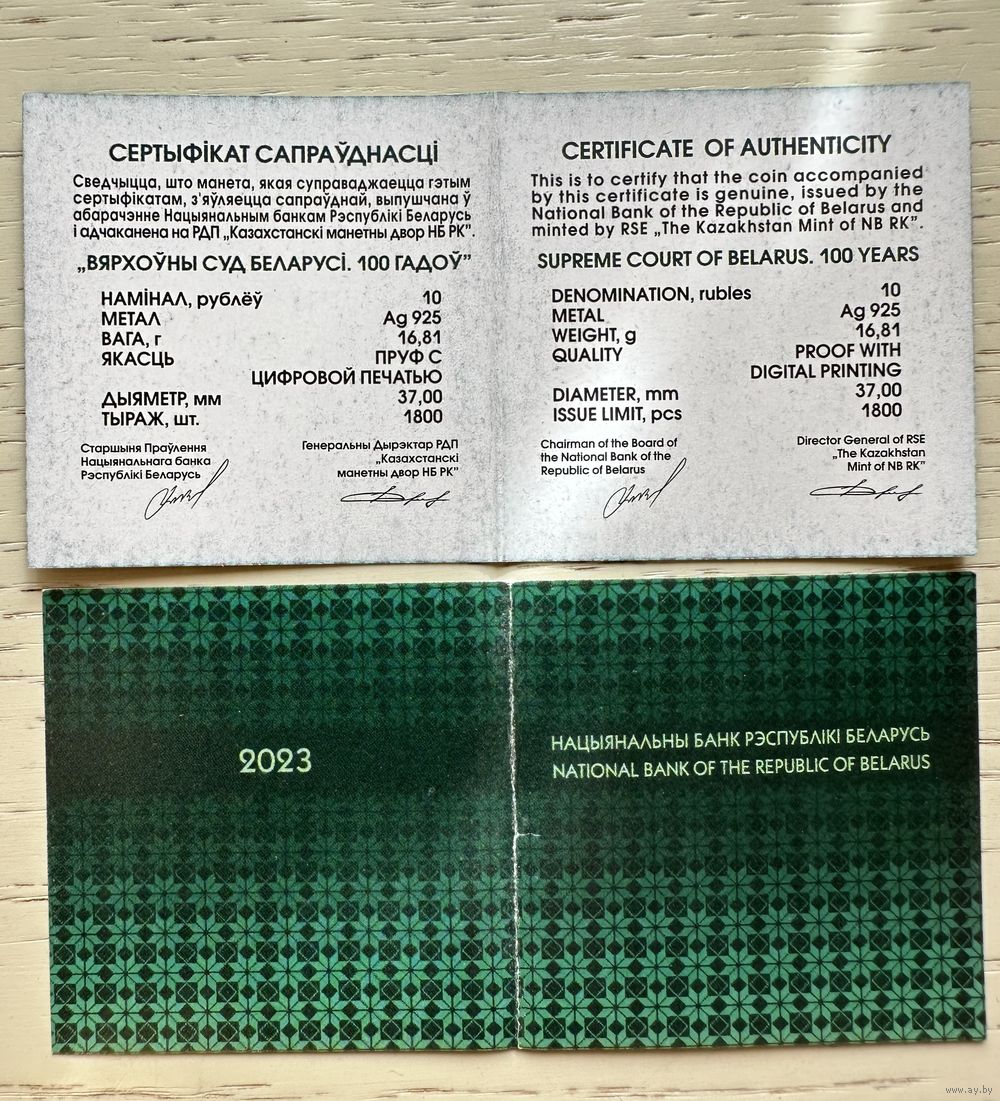 СЕРТЫФІКАТ САПРАЎДНАСЦІ
Сведчыцца, што манета, якая суправаджаецца гэтым
сертыфікатам, з'яўляецца сапраўднай, выпушчана ў
абарачэнне Нацыянальным банкам Рэспублікі Беларусь
і адчаканена на РДП „Казахстанскі манетны двор НБ РК”.
„ВЯРХОЎНЫ СУД БЕЛАРУСІ. 100 ГАДОЎ”
НАМІНАЛ, рублёў 10
МЕТАЛ Ag 925
ВАГА, г 16,81
ЯКАСЦЬ ПРУФ С
ЦИФРОВОЙ ПЕЧАТЬЮ
ДЫЯМЕТР, мм 37,00
ТЫРАЖ, шт. 1800
Старшыня Праўлення
Нацыянальнага банка
Рэспублікі Беларусь
Генеральны Дырэктар РДП
„Казахстанскі
манетны двор НБ РК”
CERTIFICATE OF AUTHENTICITY
This is to certify that the coin accompanied
by this certificate is genuine, issued by the
National Bank of the Republic of Belarus and
minted by RSE „The Kazakhstan Mint of NB RK”.
SUPREME COURT OF BELARUS. 100 YEARS
DENOMINATION, rubles 10
METAL Ag 925
WEIGHT, g 16,81
QUALITY PROOF WITH
DIGITAL PRINTING
DIAMETER, mm 37,00
ISSUE LIMIT, pcs 1800
Chairman of the Board of
the National Bank of the
Republic of Belarus
Director General of RSE
„The Kazakhstan
Mint of NB RK”
2023
НАЦЫЯНАЛЬНЫ БАНК РЭСПУБЛІКІ БЕЛАРУСЬ
NATIONAL BANK OF THE REPUBLIC OF BELARUS
www.ay.by